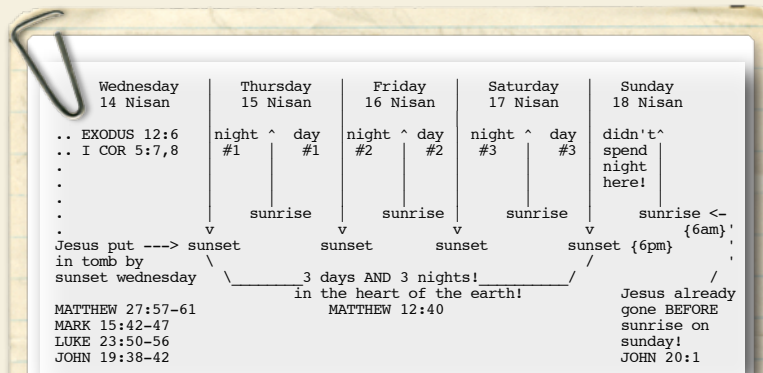 Wednesday | Thursday | Friday | Saturday | Sunday
14 Nisan | 15 Nisan | 16 Nisan | 17 Nisan | 18 Nisan
.. EXODUS 12:6 |night ^ day |night ^ day | night ^ day | didn't^
.. I COR 5:7,8 | #1 | #1 | #2 | #2 | #3 | #3 | spend |
. | | | | | | | night |
. | | | | | | | here! |
. | | | | | | | |
. | sunrise | sunrise | sunrise | sunrise <-
. v v v v {6am}'
Jesus put ---> sunset sunset sunset sunset {6pm} '
in tomb by \ / '
sunset wednesday \________3 days AND 3 nights!__________/ /
in the heart of the earth! Jesus already
MATTHEW 27:57-61 MATTHEW 12:40 gone BEFORE
MARK 15:42-47 sunrise on
LUKE 23:50-56 sunday!
JOHN 19:38-42 JOHN 20:1